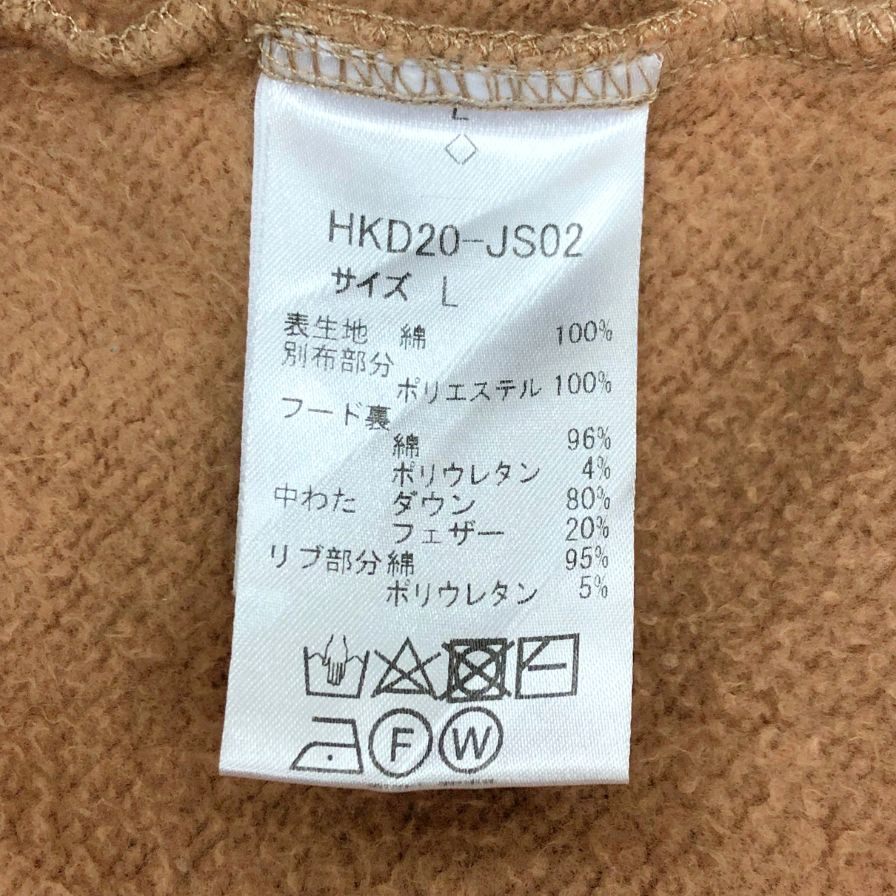 L
HKD20-JS02
サイズ L
表生地 綿 100%
別布部分
ポリエステル 100%
フード裏
綿 96%
ポリウレタン 4%
中わた ダウン 80%
フェザー 20%
リブ部分 綿 95%
ポリウレタン 5%
F W